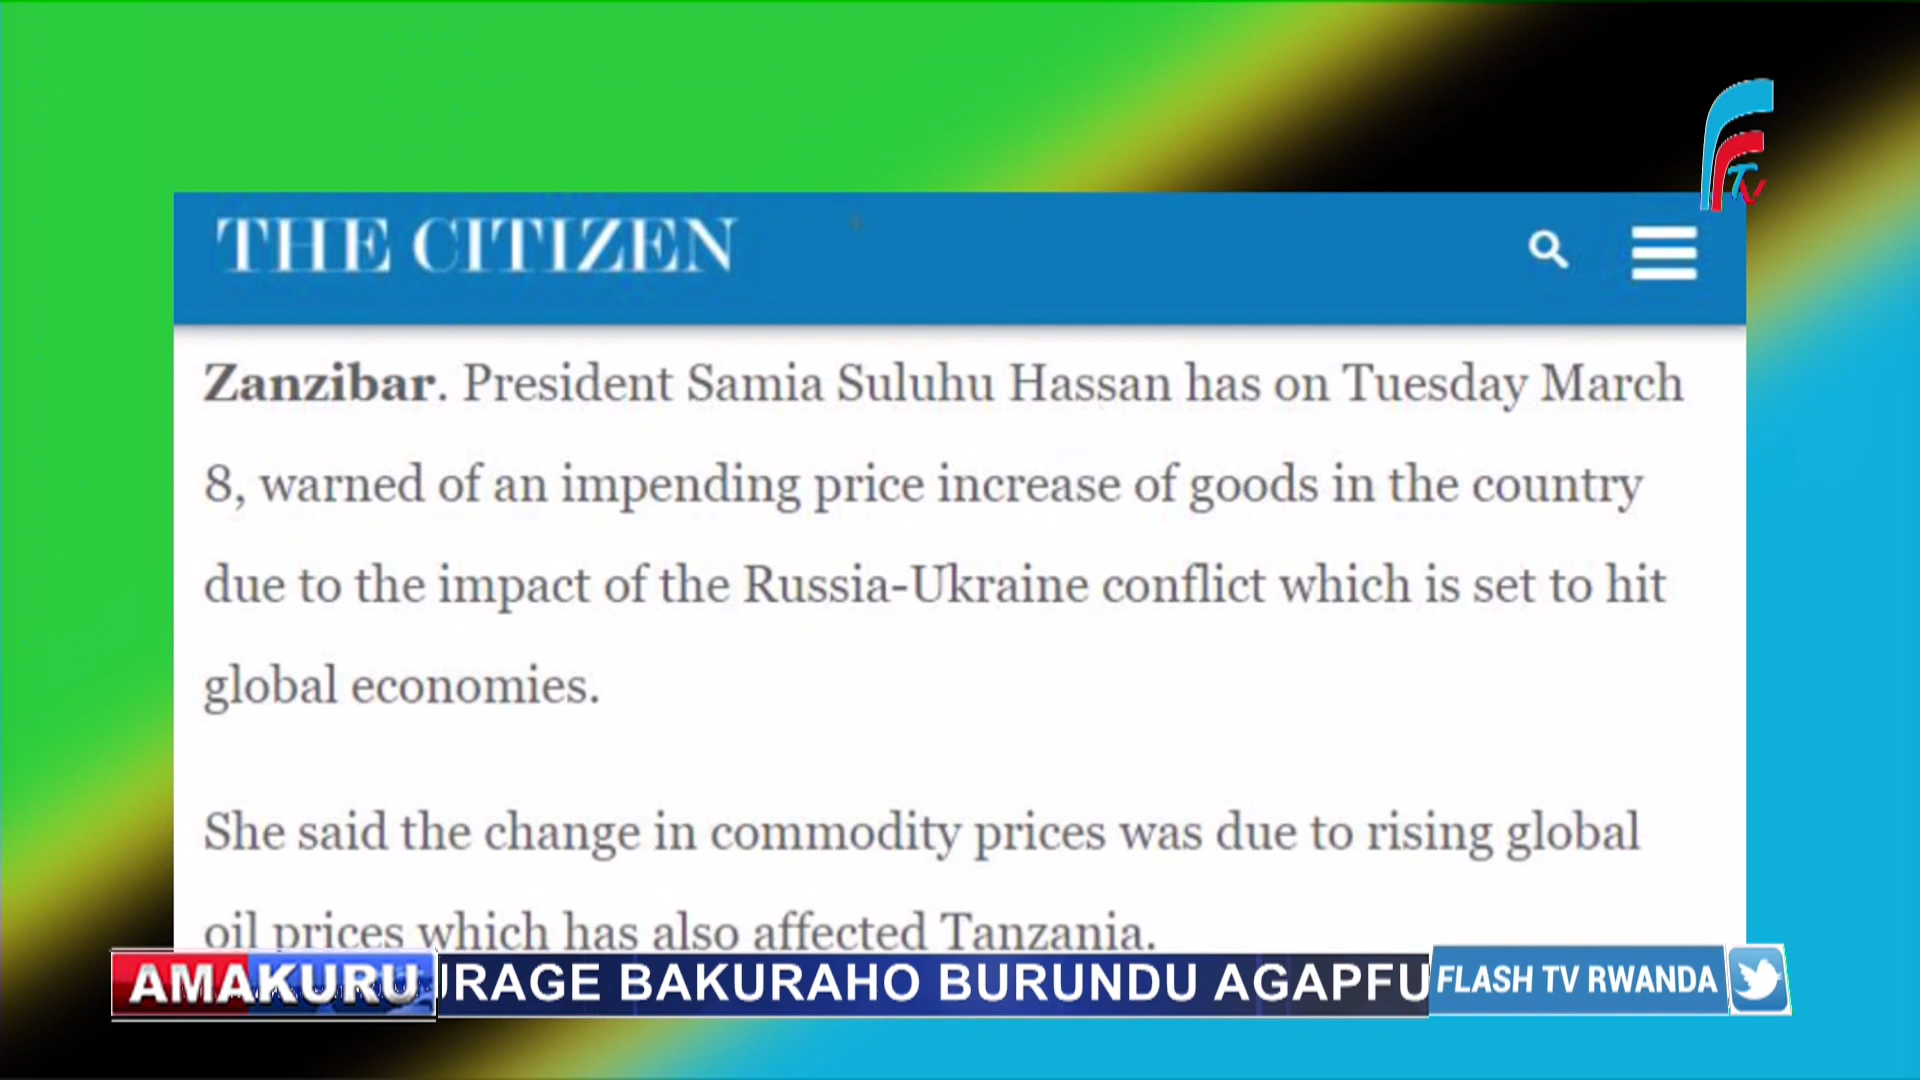 TV
THE CITIZEN
Zanzibar. President Samia Suluhu Hassan has on Tuesday March
8, warned of an impending price increase of goods in the country
due to the impact of the Russia-Ukraine conflict which is set to hit
global economies.
She said the change in commodity prices was due to rising global
oil prices which has also affected Tanzania.
AMAKURU
BAKURAHO BURUNDU
FLASH TV RWANDA